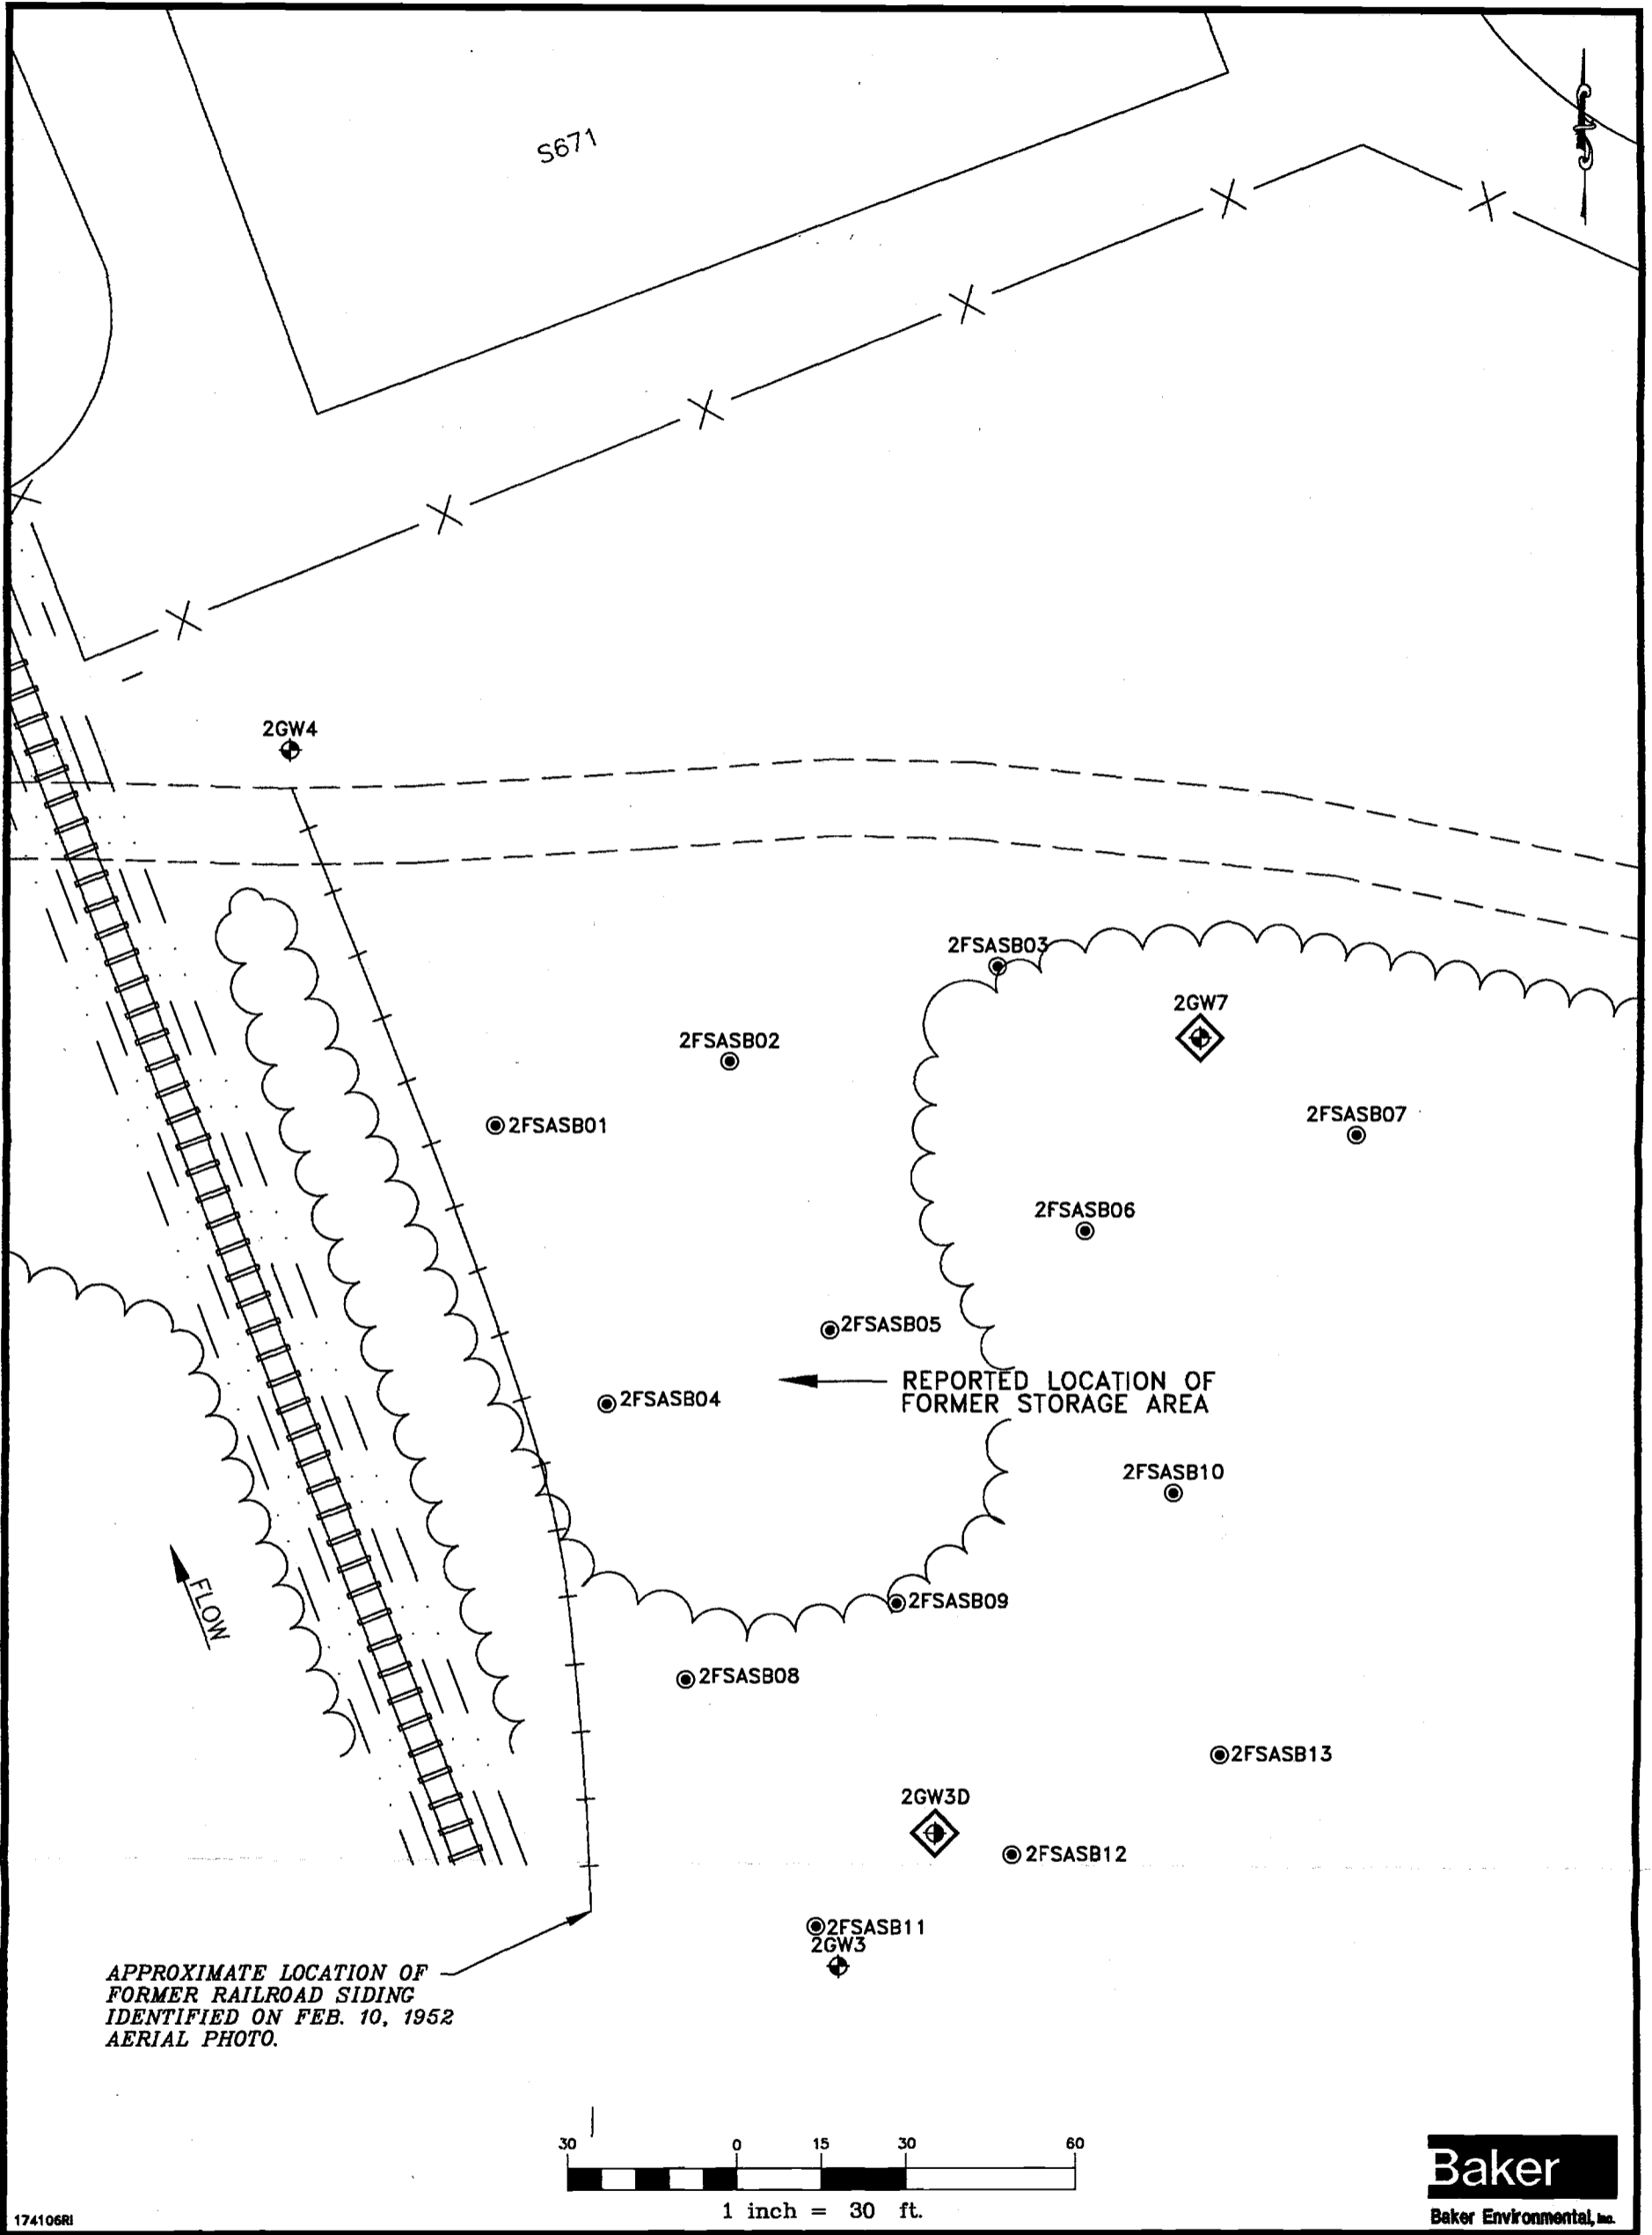 S671
2GW4
2FSASB03
2GW7
2FSASB02
2FSASB07
2FSASB01
2FSASB06
2FSASB05
REPORTED LOCATION OF
FORMER STORAGE AREA
2FSASB04
2FSASB10
FLOW
2FSASB09
2FSASB08
2FSASB13
2GW3D
2FSASB12
2FSASB11
2GW3
APPROXIMATE LOCATION OF
FORMER RAILROAD SIDING
IDENTIFIED ON FEB. 10, 1952
AERIAL PHOTO.
30 0 15 30 60
1 inch = 30 ft.
Baker
Baker Environmental, Inc.
174106RI